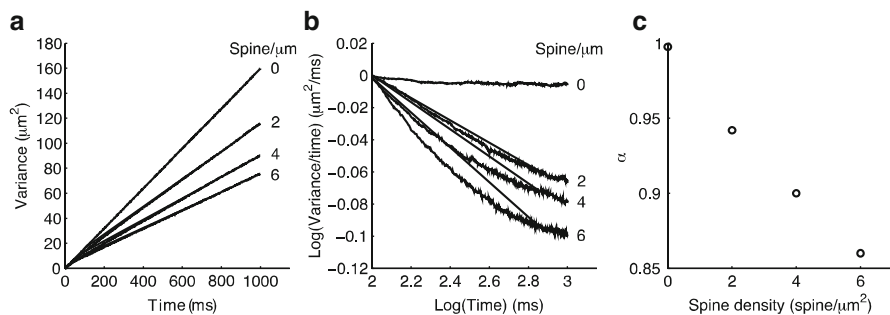 a
Spine/μm
Variance (μm²)
180
160
140
120
100
80
60
40
20
0
0 200 400 600 800 1000
Time (ms)
0
2
4
6
b
Spine/μm
Log(Variance/time) (μm²/ms)
0.02
0
−0.02
−0.04
−0.06
−0.08
−0.1
−0.12
2 2.2 2.4 2.6 2.8 3
Log(Time) (ms)
0
2
4
6
c
α
1
0.95
0.9
0.85
0 2 4 6
Spine density (spine/μm²)